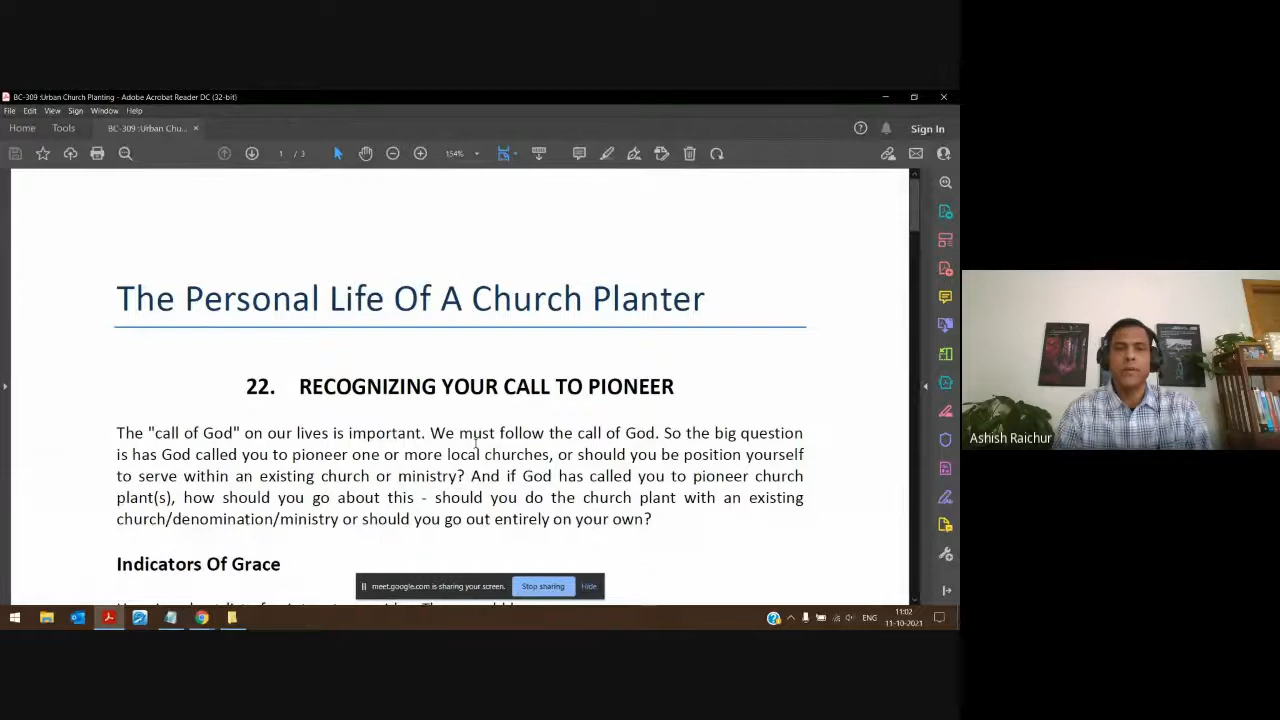 BC-309 :Urban Church Planting - Adobe Acrobat Reader DC (32-bit)
File Edit View Sign Window Help
Home Tools BC-309 :Urban Chu... ×
Sign In
1 / 3
154%
The Personal Life Of A Church Planter
22. RECOGNIZING YOUR CALL TO PIONEER
The "call of God" on our lives is important. We must follow the call of God. So the big question
is has God called you to pioneer one or more local churches, or should you be position yourself
to serve within an existing church or ministry? And if God has called you to pioneer church
plant(s), how should you go about this - should you do the church plant with an existing
church/denomination/ministry or should you go out entirely on your own?
Indicators Of Grace
meet.google.com is sharing your screen. Stop sharing Hide
ENG
11:02
11-10-2021
Ashish Raichur